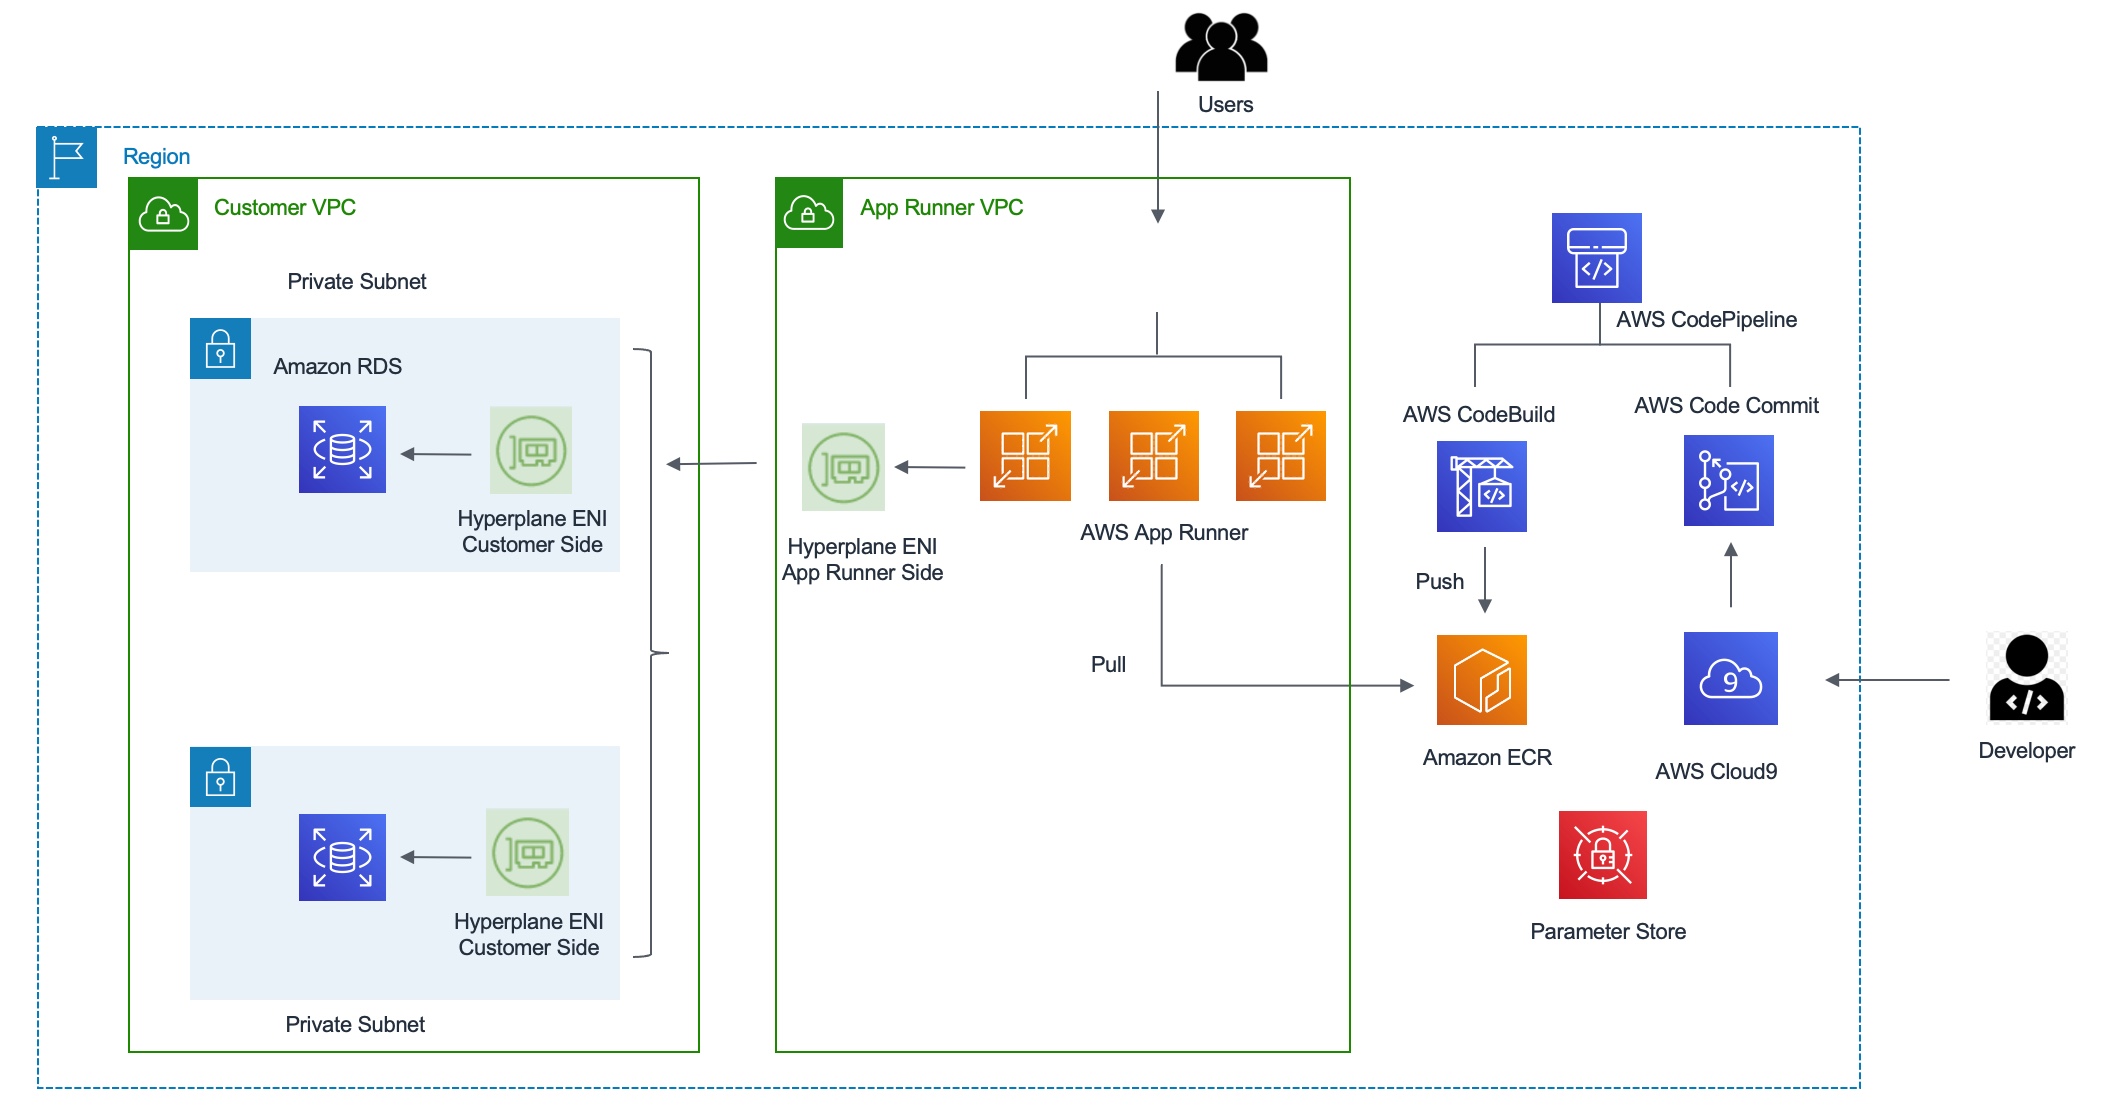 Users
Region
Customer VPC
App Runner VPC
Private Subnet
AWS CodePipeline
Amazon RDS
AWS CodeBuild
AWS Code Commit
Hyperplane ENI
Customer Side
Hyperplane ENI
App Runner Side
AWS App Runner
Push
Pull
9
Amazon ECR
AWS Cloud9
Developer
Hyperplane ENI
Customer Side
Parameter Store
Private Subnet